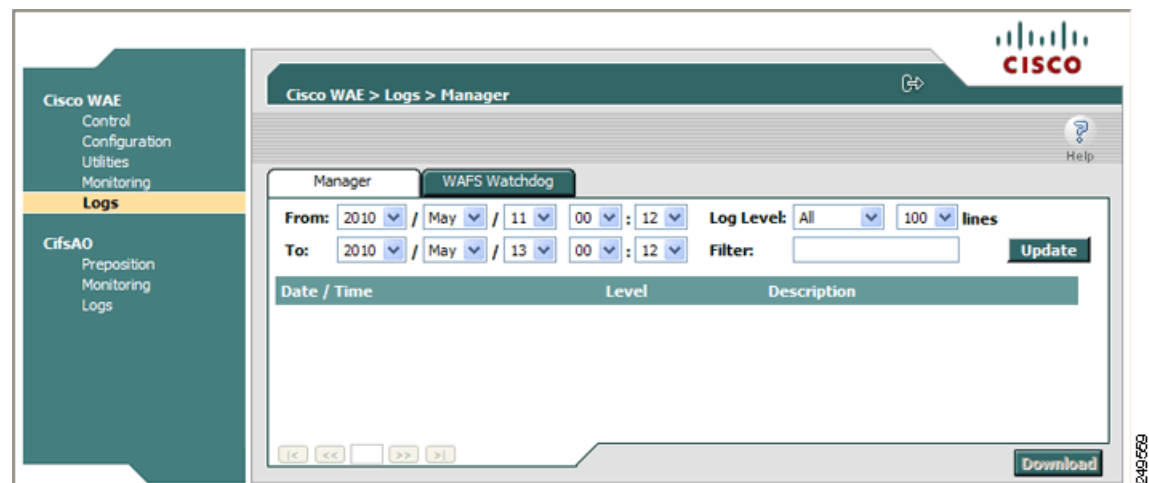 CISCO
Cisco WAE
Control
Configuration
Utilities
Monitoring
Logs
CifsAO
Preposition
Monitoring
Logs
Cisco WAE > Logs > Manager
Help
Manager WAFS Watchdog
From: 2010 / May / 11 00 : 12 Log Level: All 100 lines
To: 2010 / May / 13 00 : 12 Filter: Update
Date / Time Level Description
|< << >> >|
Download
249559